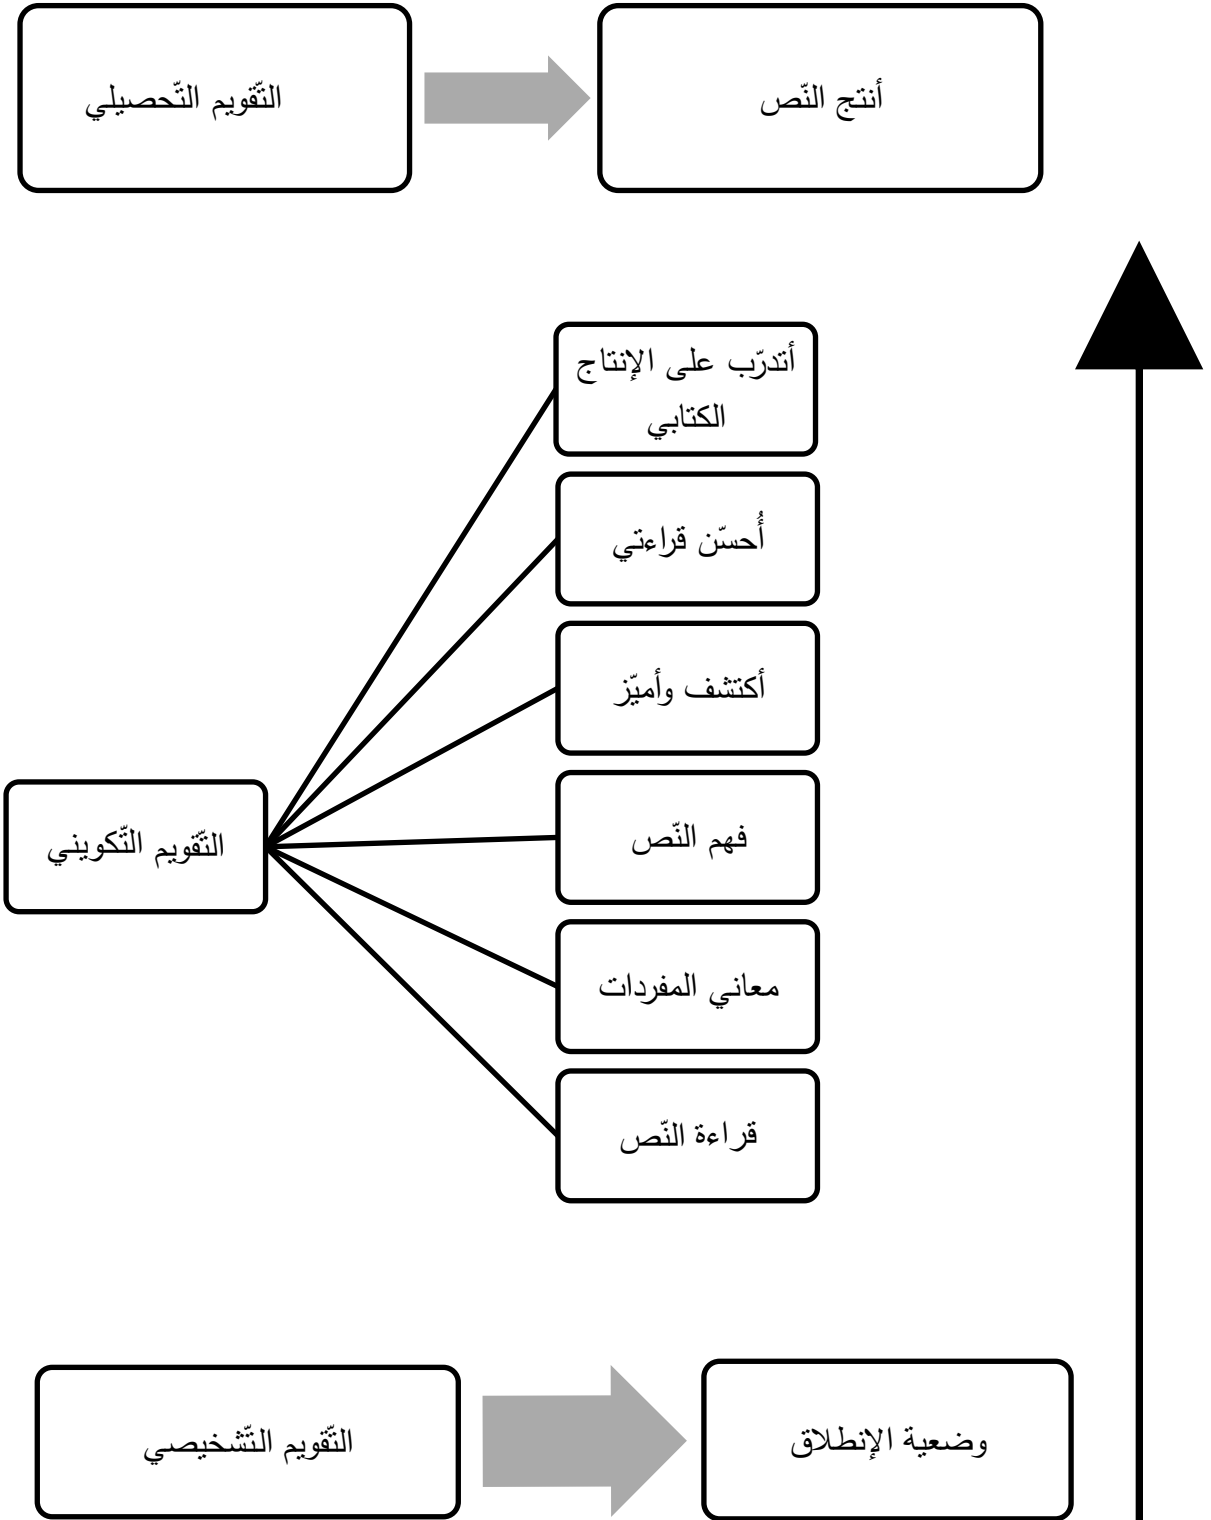 أنتج النّص
التّقويم التّحصيلي
أتدرّب على الإنتاج
الكتابي
أُحسّن قراءتي
أكتشف وأميّز
فهم النّص
التّقويم التّكويني
معاني المفردات
قراءة النّص
وضعية الإنطلاق
التّقويم التّشخيصي